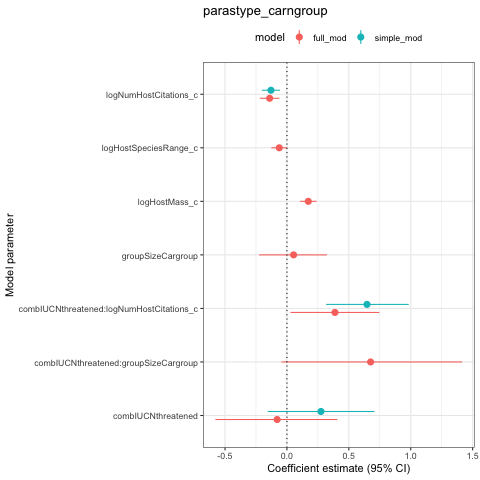 parastype_carngroup
model full_mod simple_mod
logNumHostCitations_c
logHostSpeciesRange_c
logHostMass_c
groupSizeCargroup
combIUCNthreatened:logNumHostCitations_c
combIUCNthreatened:groupSizeCargroup
combIUCNthreatened
Model parameter
-0.5 0.0 0.5 1.0 1.5
Coefficient estimate (95% CI)